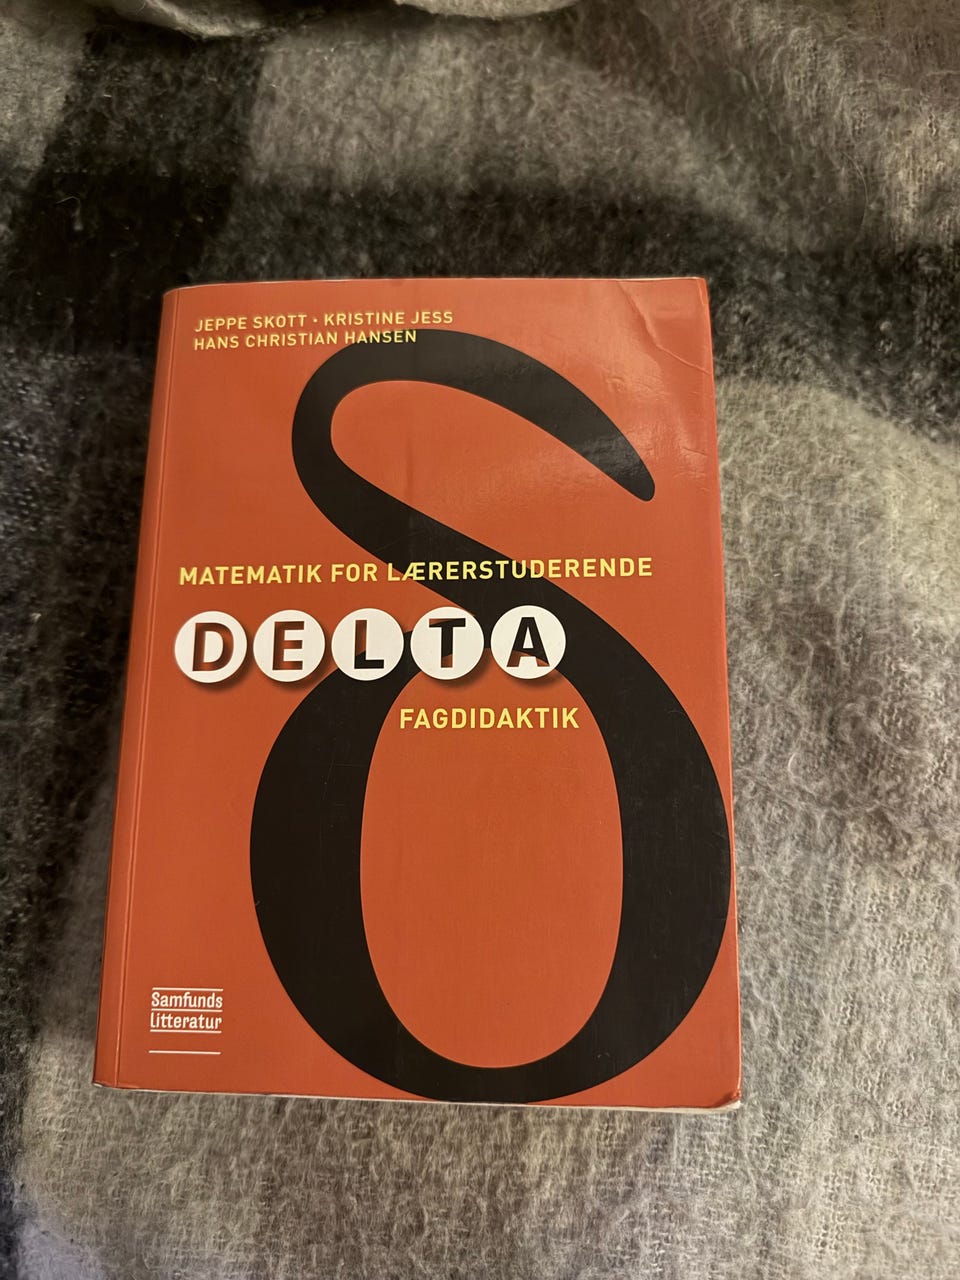 JEPPE SKOTT · KRISTINE JESS
HANS CHRISTIAN HANSEN
MATEMATIK FOR LÆRERSTUDERENDE
DELTA
FAGDIDAKTIK
Samfunds
litteratur